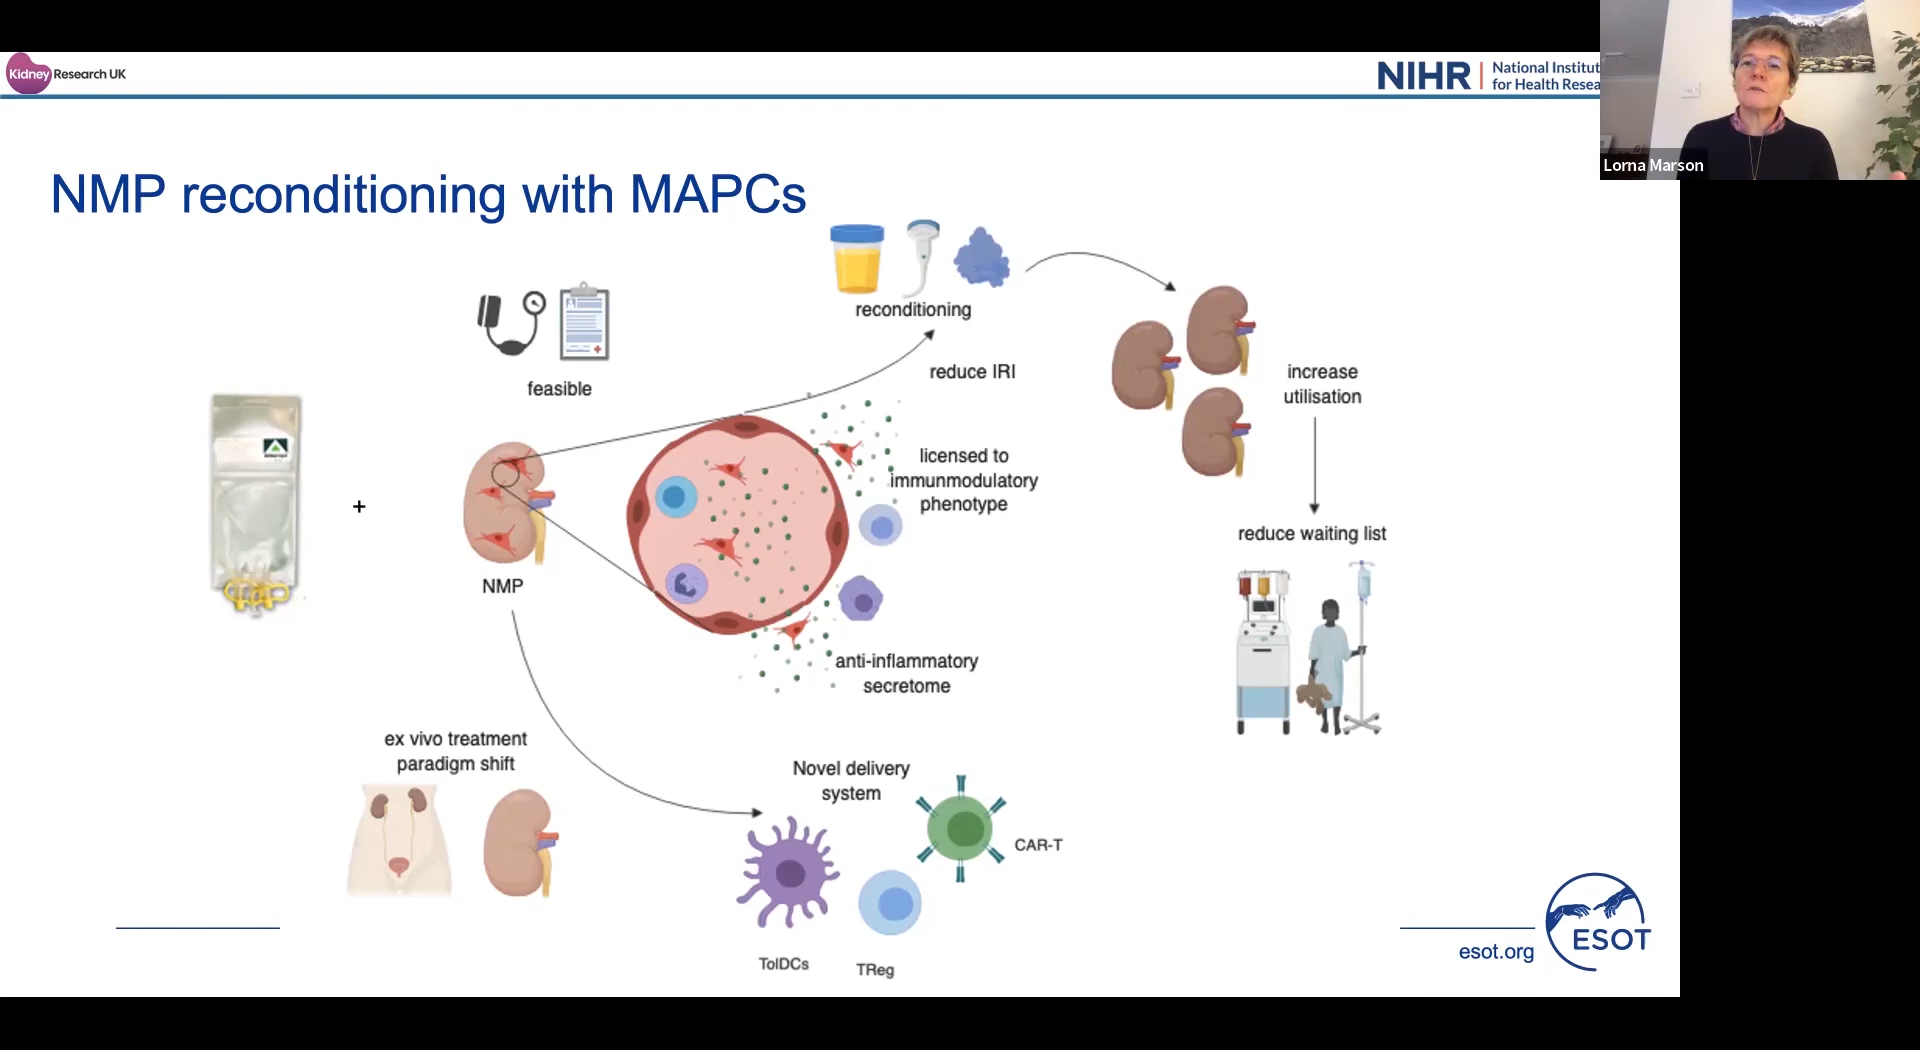 Kidney Research UK
NIHR | National Institut
for Health Resea
Lorna Marson
NMP reconditioning with MAPCs
reconditioning
feasible
reduce IRI
increase
utilisation
licensed to
immunmodulatory
phenotype
+
NMP
reduce waiting list
anti-inflammatory
secretome
ex vivo treatment
paradigm shift
Novel delivery
system
CAR-T
TolDCs
TReg
esot.org
ESOT